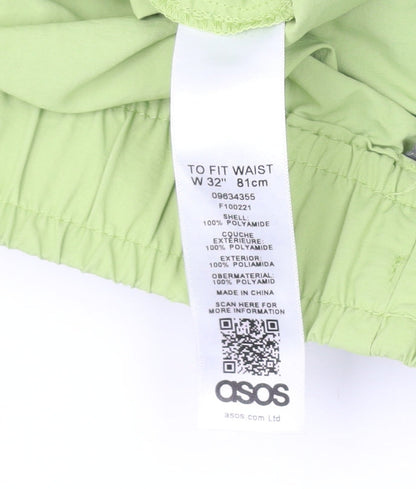 TO FIT WAIST
W 32" 81cm
09634355
F100221
SHELL:
100% POLYAMIDE
COUCHE
EXTÉRIEURE:
100% POLYAMIDE
EXTERIOR:
100% POLIAMIDA
OBERMATERIAL:
100% POLYAMID
MADE IN CHINA
SCAN HERE FOR
MORE INFORMATION
asos
asos.com Ltd